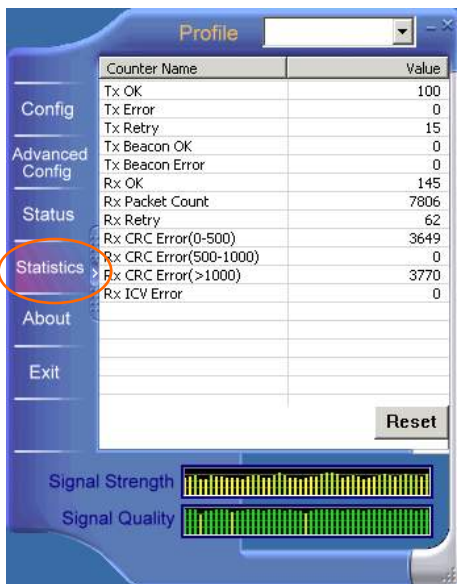 Profile
Counter Name Value
Tx OK 100
Tx Error 0
Tx Retry 15
Tx Beacon OK 0
Tx Beacon Error 0
Rx OK 145
Rx Packet Count 7806
Rx Retry 62
Rx CRC Error(0-500) 3649
Rx CRC Error(500-1000) 0
Rx CRC Error(>1000) 3770
Rx ICV Error 0
Config
Advanced
Config
Status
Statistics
About
Exit
Reset
Signal Strength
Signal Quality